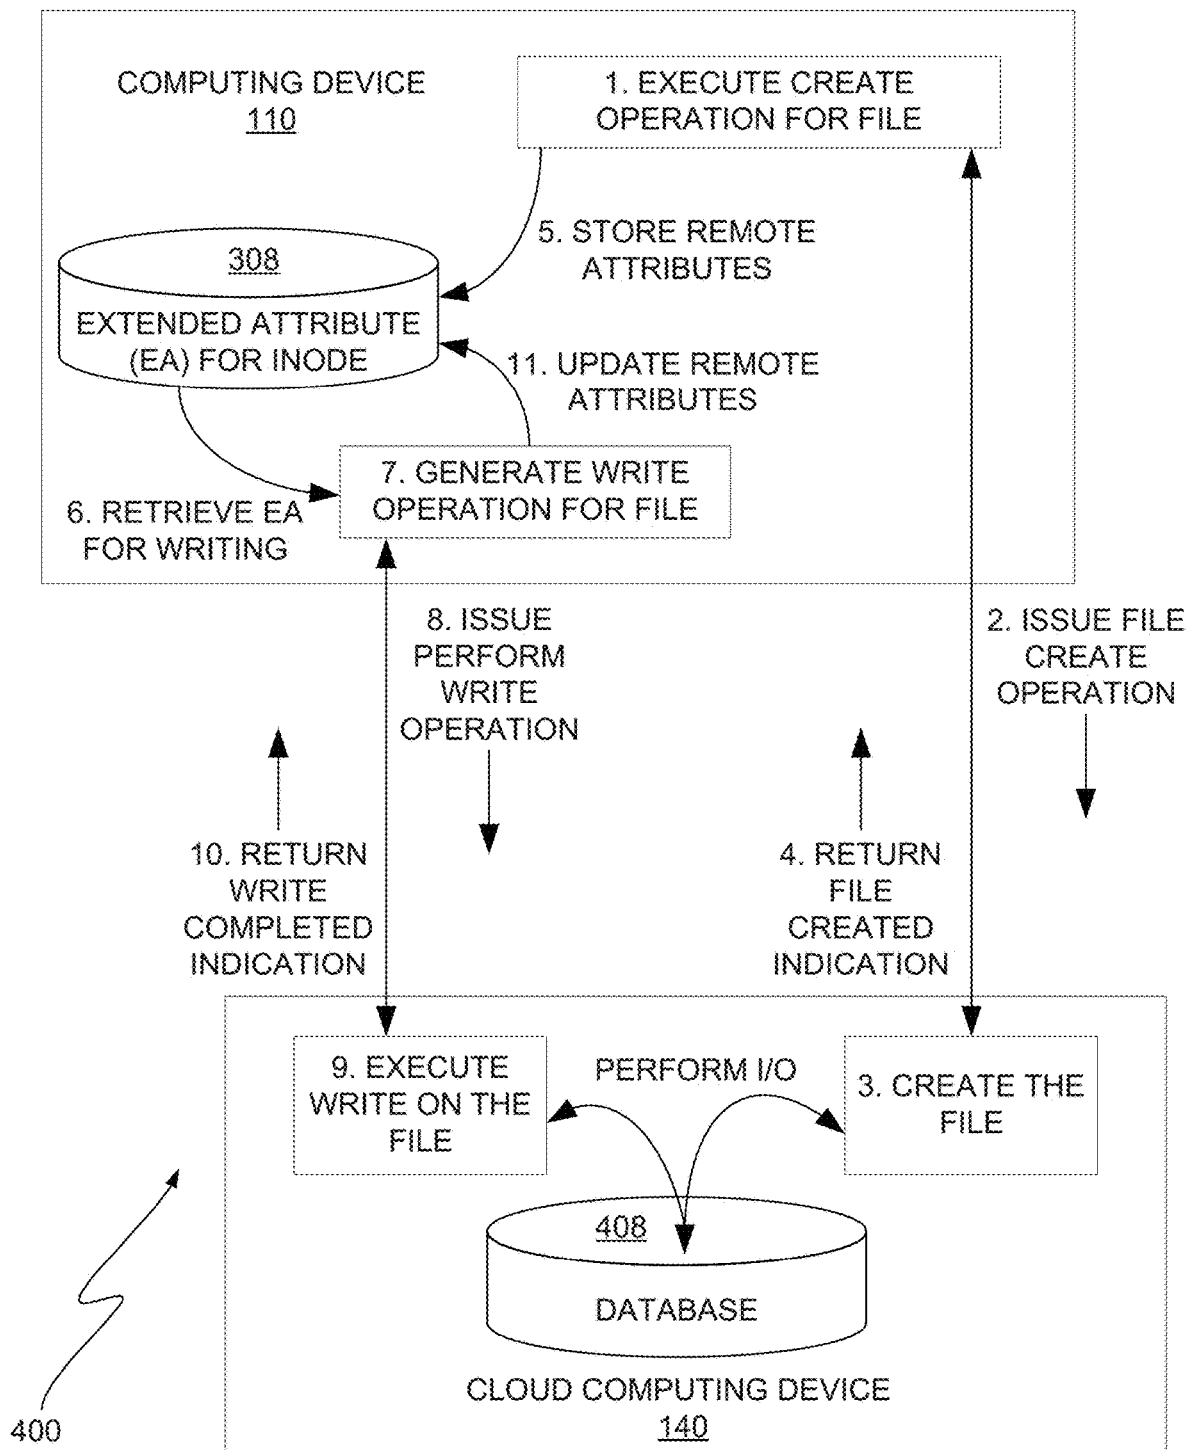 COMPUTING DEVICE
110
1. EXECUTE CREATE
OPERATION FOR FILE
5. STORE REMOTE
ATTRIBUTES
308
EXTENDED ATTRIBUTE
(EA) FOR INODE
11. UPDATE REMOTE
ATTRIBUTES
7. GENERATE WRITE
OPERATION FOR FILE
6. RETRIEVE EA
FOR WRITING
8. ISSUE
PERFORM
WRITE
OPERATION
2. ISSUE FILE
CREATE
OPERATION
10. RETURN
WRITE
COMPLETED
INDICATION
4. RETURN
FILE
CREATED
INDICATION
9. EXECUTE
WRITE ON THE
FILE
PERFORM I/O
3. CREATE THE
FILE
408
DATABASE
CLOUD COMPUTING DEVICE
140
400